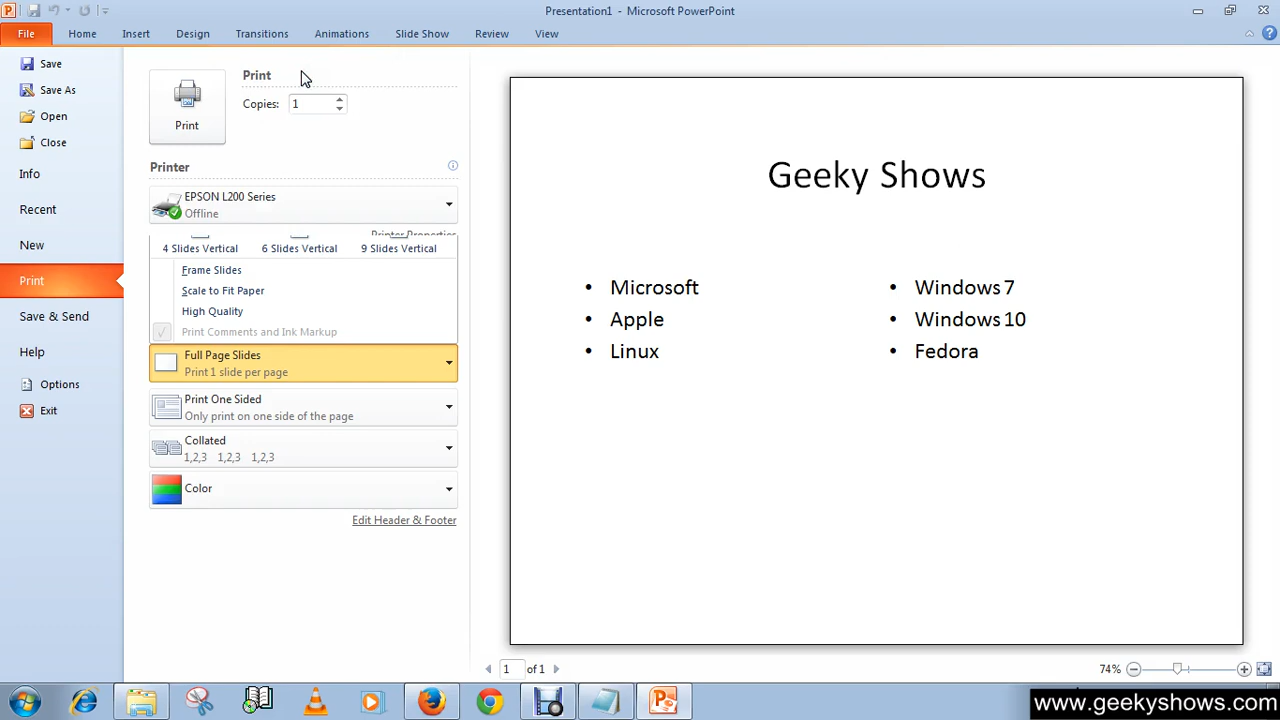 Presentation1 - Microsoft PowerPoint
File Home Insert Design Transitions Animations Slide Show Review View
Save
Save As
Open
Close
Info
Recent
New
Print
Save & Send
Help
Options
Exit
Print
Print
Copies: 1
Printer
EPSON L200 Series
Offline
Printer Properties
4 Slides Vertical 6 Slides Vertical 9 Slides Vertical
Frame Slides
Scale to Fit Paper
High Quality
Print Comments and Ink Markup
Full Page Slides
Print 1 slide per page
Print One Sided
Only print on one side of the page
Collated
1,2,3 1,2,3 1,2,3
Color
Edit Header & Footer
Geeky Shows
• Microsoft
• Apple
• Linux
• Windows 7
• Windows 10
• Fedora
1 of 1
74%
www.geekyshows.com